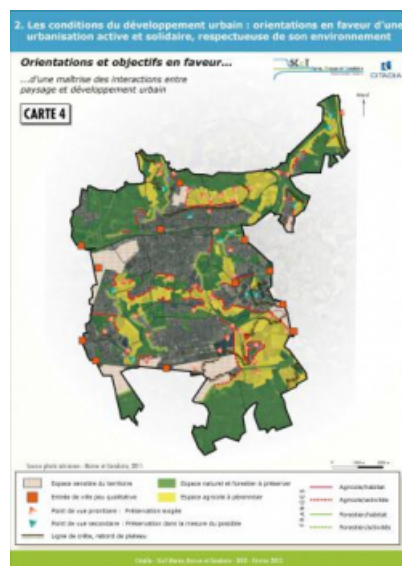 2. Les conditions du développement urbain : orientations en faveur d'une
urbanisation active et solidaire, respectueuse de son environnement
Orientations et objectifs en faveur...
...d'une maîtrise des interactions entre
paysage et développement urbain
CITADIA
CARTE 4
Nord
Espace sensible du territoire
Entrée de ville peu qualitative
Point de vue prioritaire : Préservation exigée
Point de vue secondaire : Préservation dans la mesure du possible
Ligne de crête, rebord de plateau
Espace naturel et forestier à préserver
Espace agricole à pérenniser
FRANGES
Agricole/habitat
Agricole/activités
Forestier/habitat
Forestier/activités